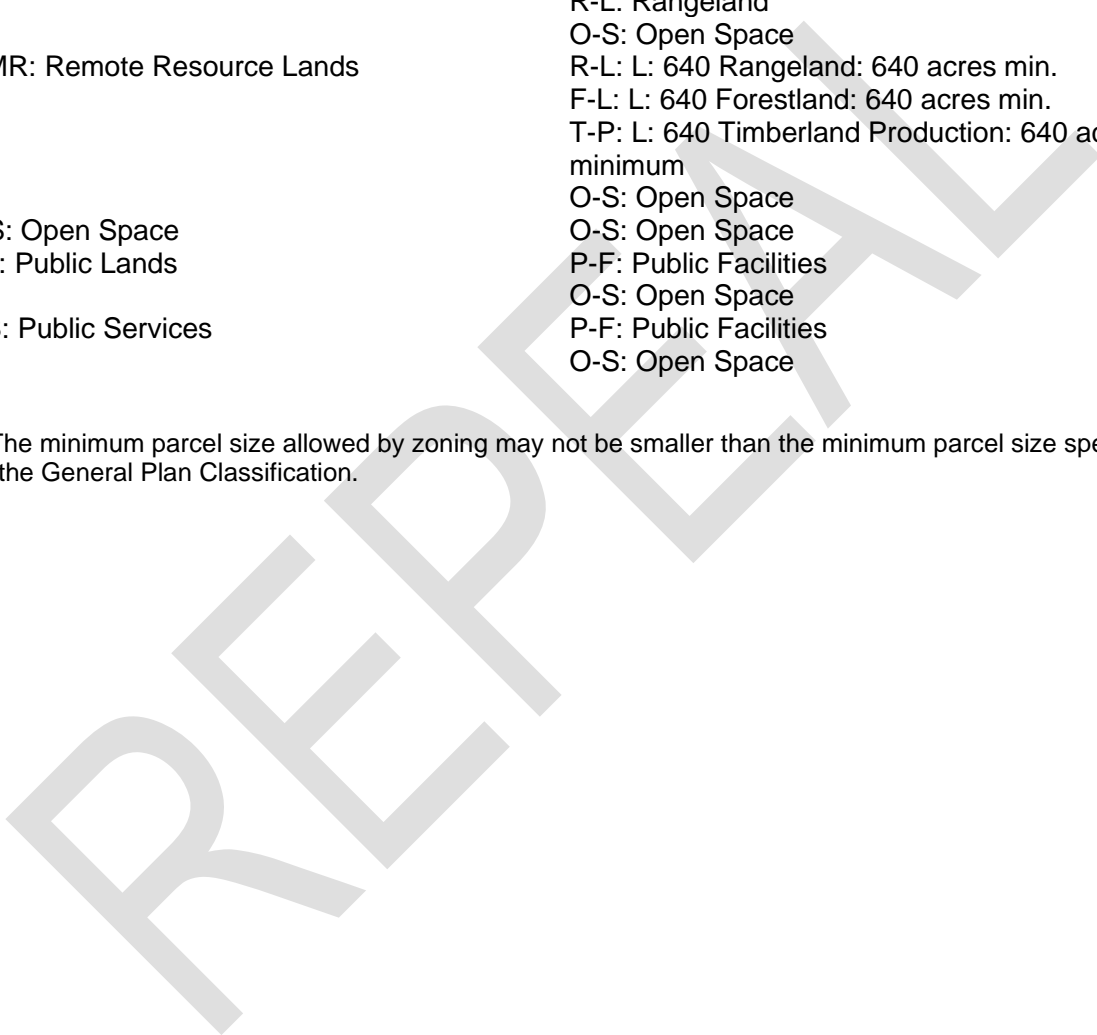 R-L: Rangeland
O-S: Open Space
MR: Remote Resource Lands R-L: L: 640 Rangeland: 640 acres min.
F-L: L: 640 Forestland: 640 acres min.
T-P: L: 640 Timberland Production: 640 ac
minimum
O-S: Open Space
S: Open Space O-S: Open Space
: Public Lands P-F: Public Facilities
O-S: Open Space
: Public Services P-F: Public Facilities
O-S: Open Space
The minimum parcel size allowed by zoning may not be smaller than the minimum parcel size spe
the General Plan Classification.
REPEAL